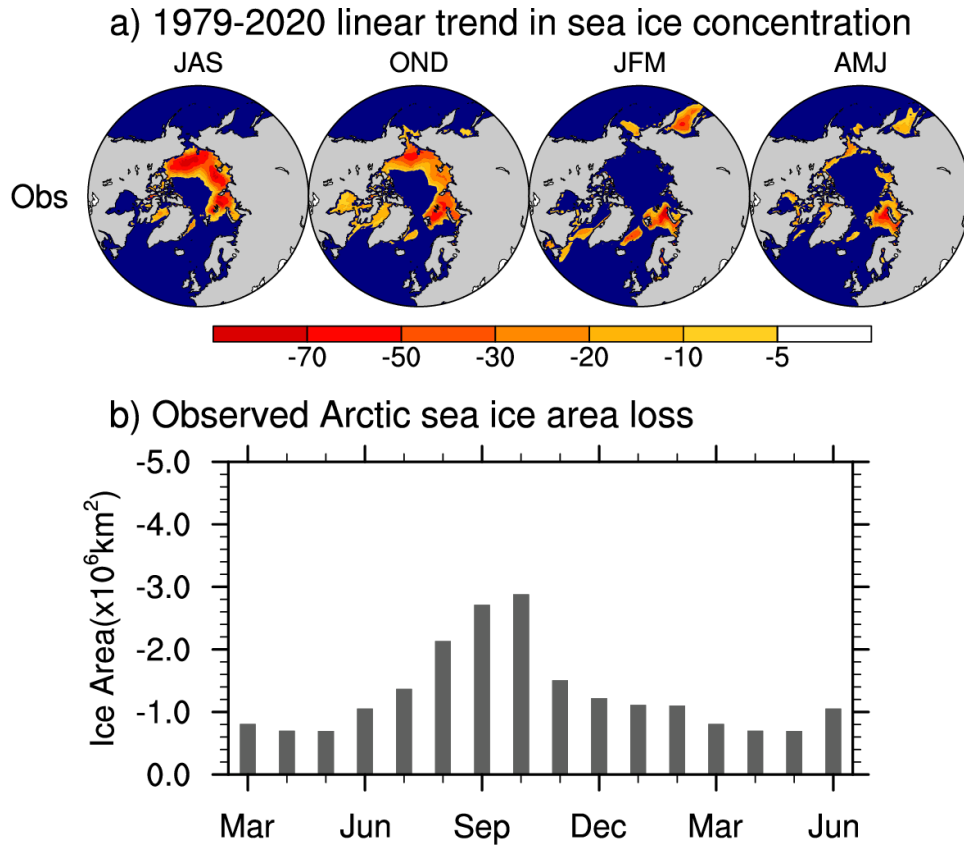 a) 1979-2020 linear trend in sea ice concentration
JAS OND JFM AMJ
Obs
-70 -50 -30 -20 -10 -5
b) Observed Arctic sea ice area loss
Ice Area(x10⁶km²)
-5.0
-4.0
-3.0
-2.0
-1.0
0.0
Mar Jun Sep Dec Mar Jun